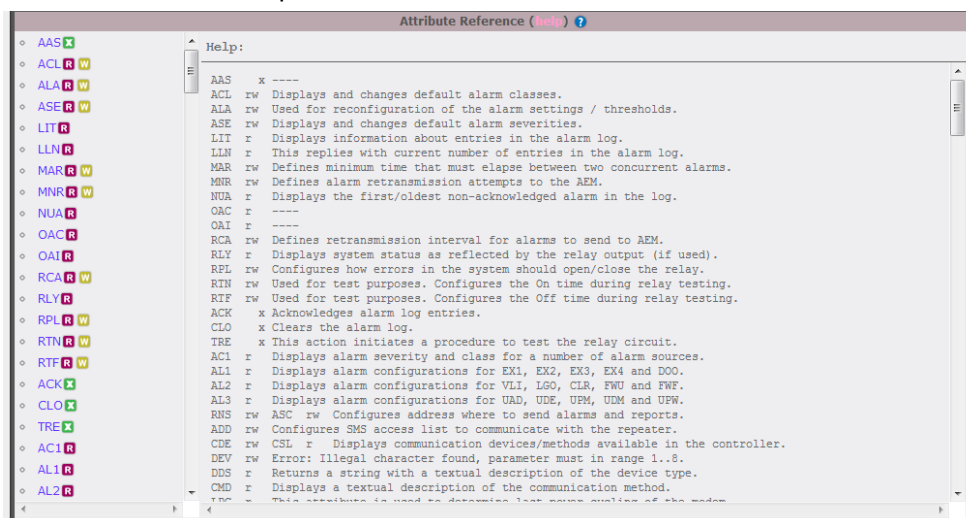 Attribute Reference (help) ?
AAS X
ACL R W
ALA R W
ASE R W
LIT R
LLN R
MAR R W
MNR R W
NUA R
OAC R
OAI R
RCA R W
RLY R
RPL R W
RTN R W
RTF R W
ACK X
CLO X
TRE X
AC1 R
AL1 R
AL2 R
Help:
AAS x ----
ACL rw Displays and changes default alarm classes.
ALA rw Used for reconfiguration of the alarm settings / thresholds.
ASE rw Displays and changes default alarm severities.
LIT r Displays information about entries in the alarm log.
LLN r This replies with current number of entries in the alarm log.
MAR rw Defines minimum time that must elapse between two concurrent alarms.
MNR rw Defines alarm retransmission attempts to the AEM.
NUA r Displays the first/oldest non-acknowledged alarm in the log.
OAC r ----
OAI r ----
RCA rw Defines retransmission interval for alarms to send to AEM.
RLY r Displays system status as reflected by the relay output (if used).
RPL rw Configures how errors in the system should open/close the relay.
RTN rw Used for test purposes. Configures the On time during relay testing.
RTF rw Used for test purposes. Configures the Off time during relay testing.
ACK x Acknowledges alarm log entries.
CLO x Clears the alarm log.
TRE x This action initiates a procedure to test the relay circuit.
AC1 r Displays alarm severity and class for a number of alarm sources.
AL1 r Displays alarm configurations for EX1, EX2, EX3, EX4 and DOO.
AL2 r Displays alarm configurations for VLI, LGO, CLR, FWU and FWF.
AL3 r Displays alarm configurations for UAD, UDE, UPM, UDM and UPW.
RNS rw ASC rw Configures address where to send alarms and reports.
ADD rw Configures SMS access list to communicate with the repeater.
CDE rw CSL r Displays communication devices/methods available in the controller.
DEV rw Error: Illegal character found, parameter must in range 1..8.
DDS r Returns a string with a textual description of the device type.
CMD r Displays a textual description of the communication method.
LPC r This attribute is used to determine last power cycling of the modem